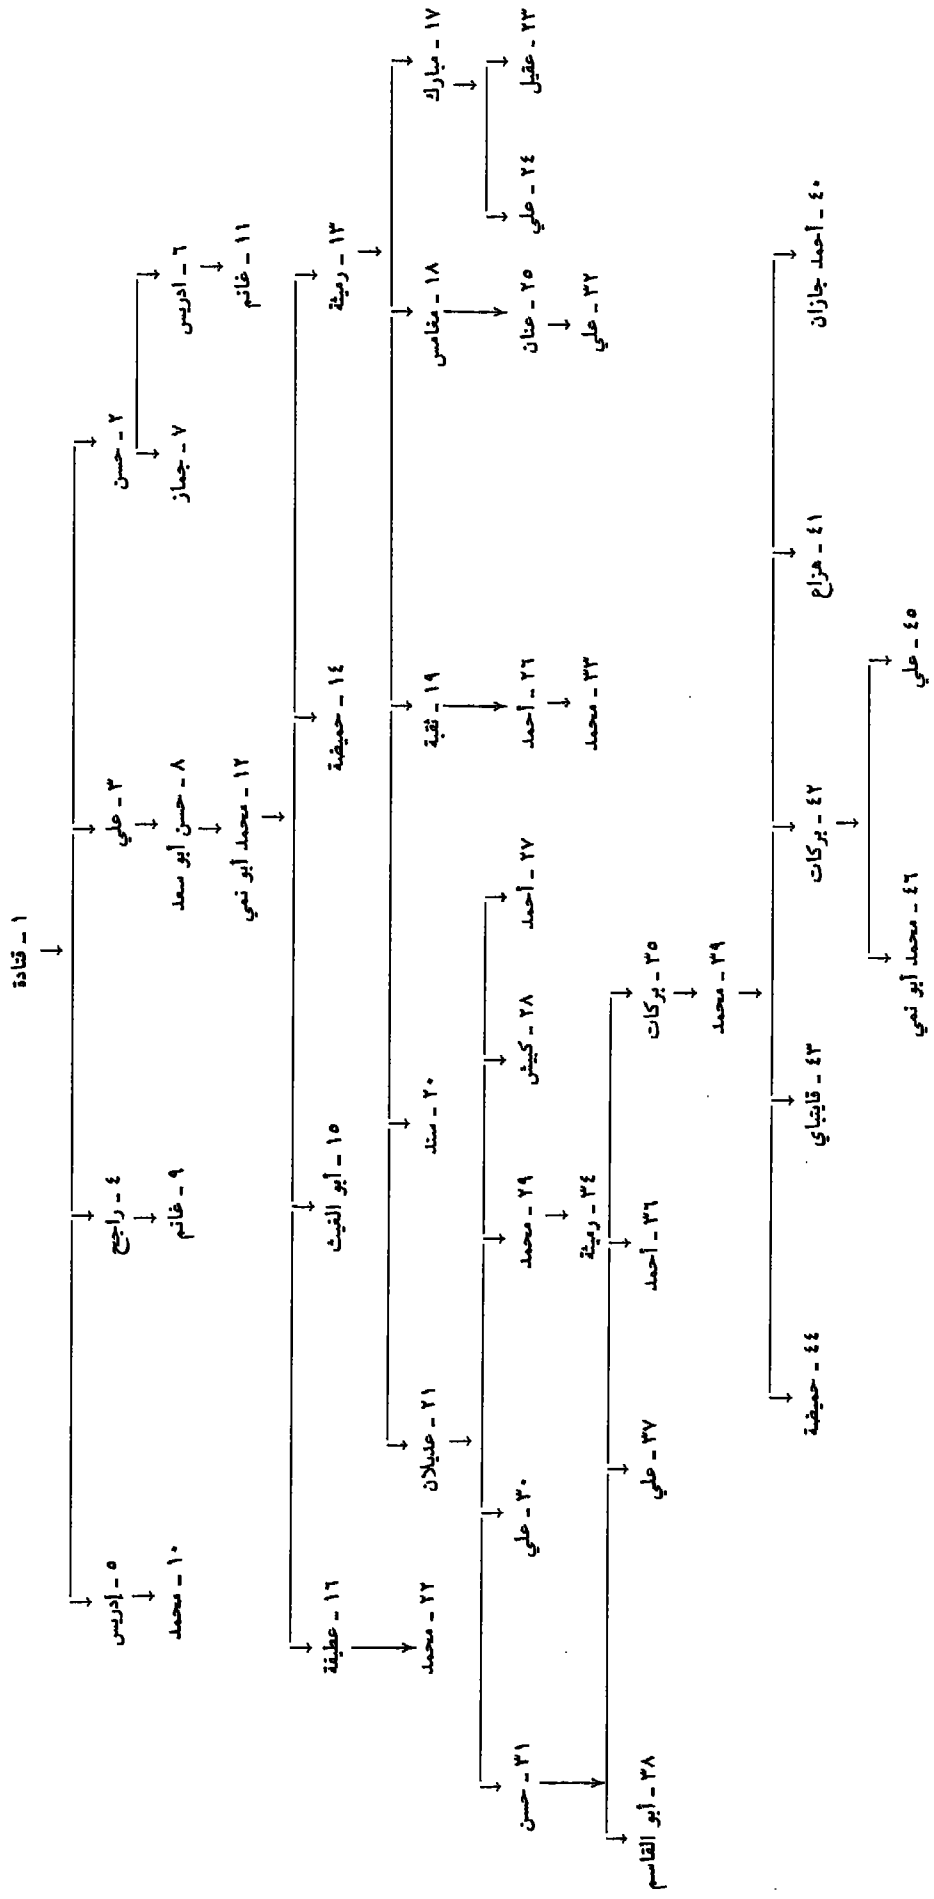 ١ - قتادة
٢ - حسن
٣ - علي
٤ - راجح
٥ - إدريس
٦ - إدريس
٧ - جماز
٨ - حسن أبو سعد
٩ - غانم
١٠ - محمد
١١ - غانم
١٢ - محمد أبو نمي
١٣ - رميثة
١٤ - حميضة
١٥ - أبو الغيث
١٦ - عطيفة
١٧ - مبارك
١٨ - مغامس
١٩ - ثقبة
٢٠ - سند
٢١ - عجلان
٢٢ - محمد
٢٣ - عقيل
٢٤ - علي
٢٥ - عنان
٢٦ - أحمد
٢٧ - أحمد
٢٨ - كبيش
٢٩ - محمد
٣٠ - علي
٣١ - حسن
٣٢ - علي
٣٣ - محمد
٣٤ - رميثة
٣٥ - بركات
٣٦ - أحمد
٣٧ - علي
٣٨ - أبو القاسم
٣٩ - محمد
٤٠ - أحمد جازان
٤١ - هزاع
٤٢ - بركات
٤٣ - قايتباي
٤٤ - حميضة
٤٥ - علي
٤٦ - محمد أبو نمي